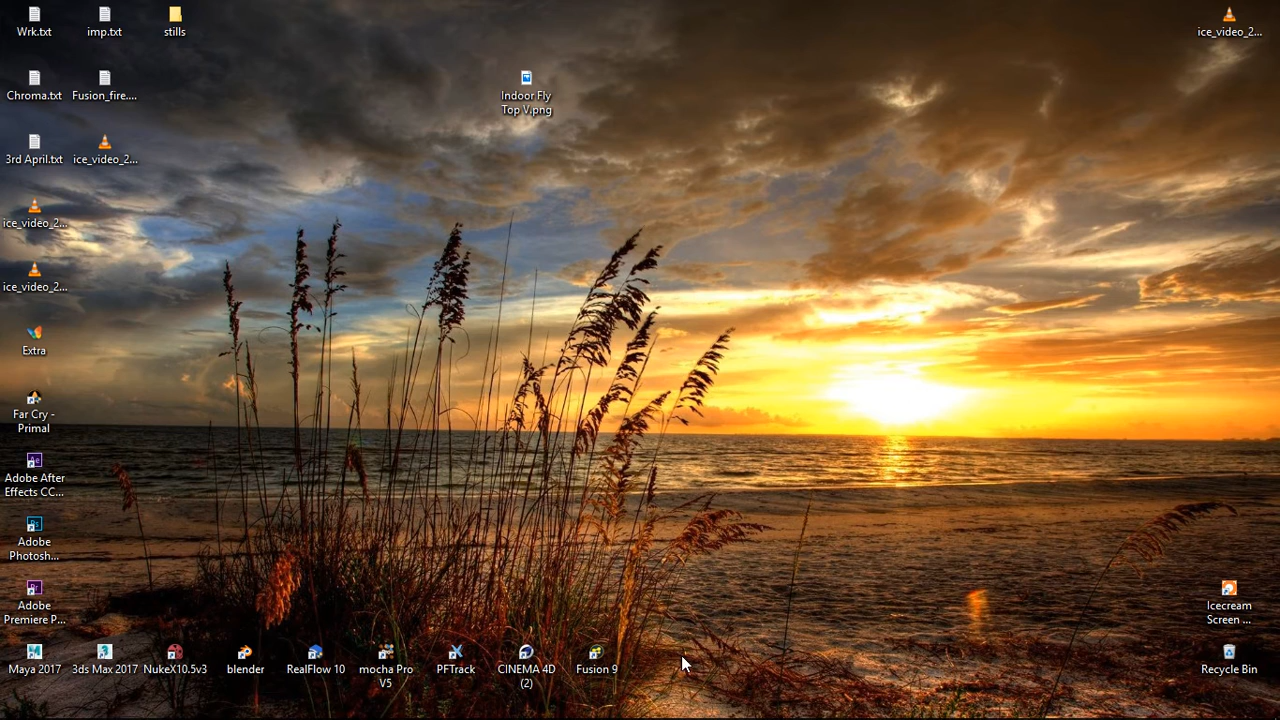 Wrk.txt
imp.txt
stills
ice_video_2...
Chroma.txt
Fusion_fire....
Indoor Fly
Top V.png
3rd April.txt
ice_video_2...
ice_video_2...
ice_video_2...
Extra
Far Cry -
Primal
Adobe After
Effects CC...
Adobe
Photosh...
Adobe
Premiere P...
Icecream
Screen ...
Maya 2017
3ds Max 2017
NukeX10.5v3
blender
RealFlow 10
mocha Pro
V5
PFTrack
CINEMA 4D
(2)
Fusion 9
Recycle Bin